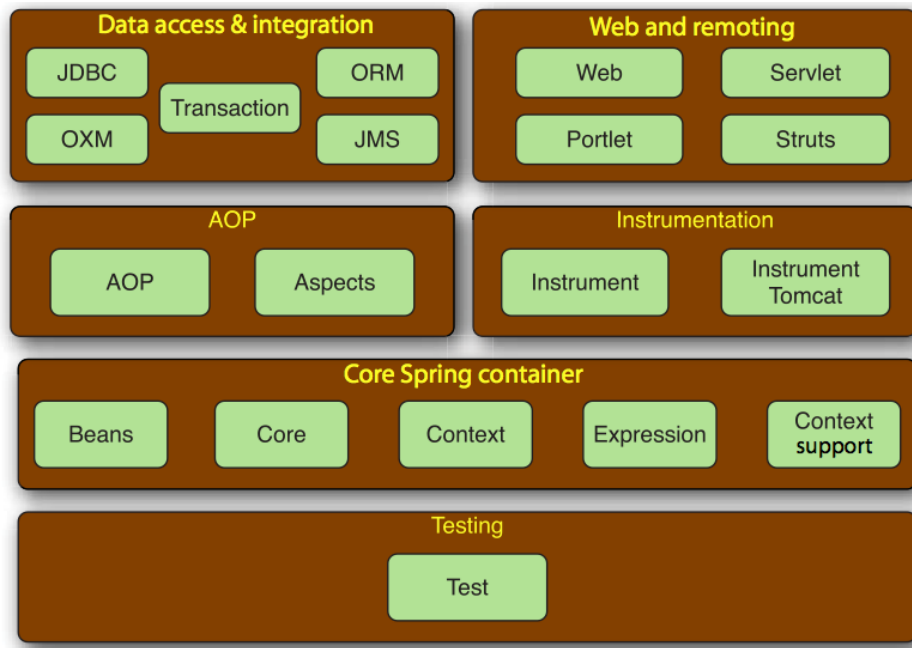 Data access & integration
JDBC
ORM
Transaction
OXM
JMS
Web and remoting
Web
Servlet
Portlet
Struts
AOP
AOP
Aspects
Instrumentation
Instrument
Instrument
Tomcat
Core Spring container
Beans
Core
Context
Expression
Context
support
Testing
Test